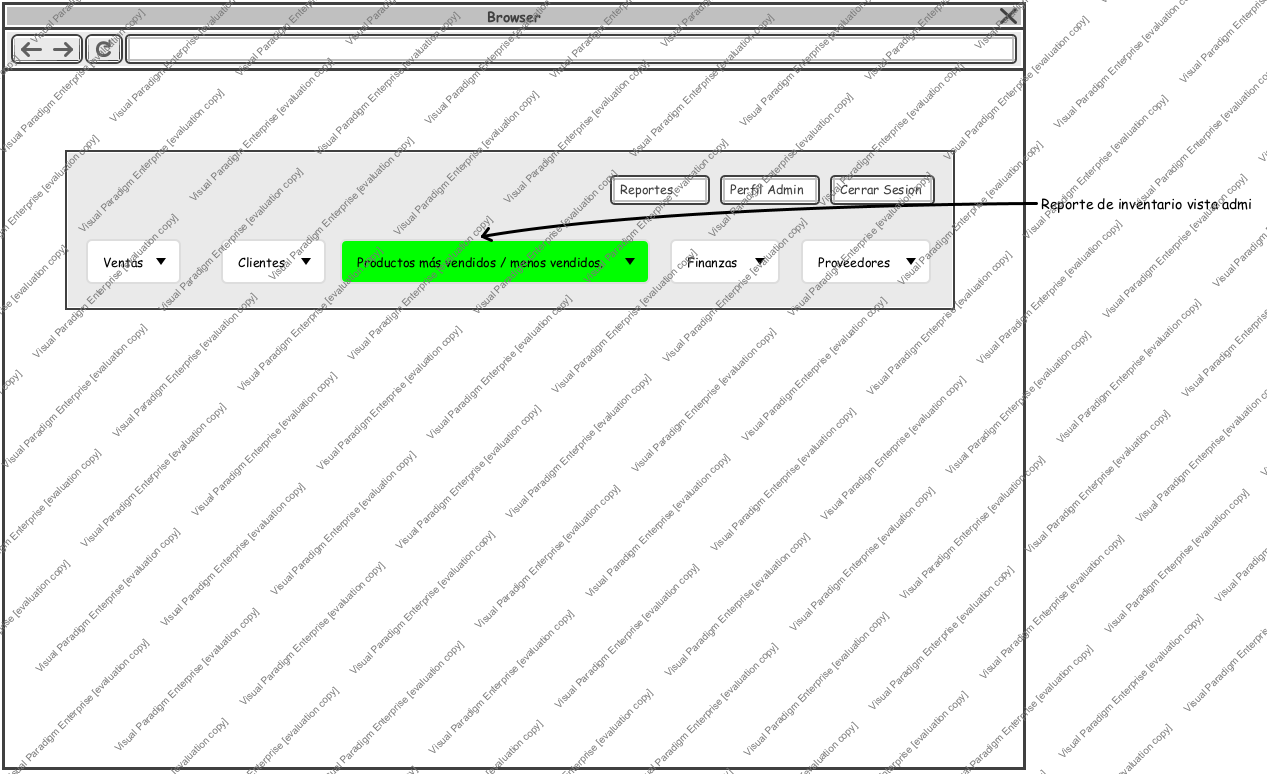 Browser
Reportes
Perfil Admin
Cerrar Sesion
Reporte de inventario vista admi
Ventas
Clientes
Productos más vendidos / menos vendidos
Finanzas
Proveedores
Visual Paradigm Enterprise [evaluation copy]